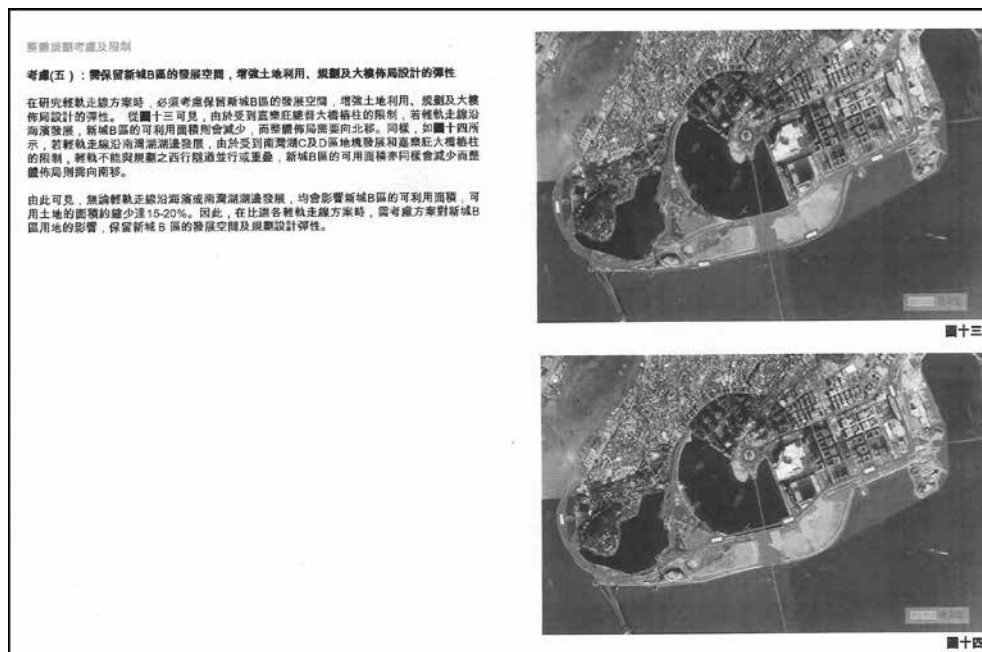 整體規劃考慮及限制
考慮(五)：需保留新城B區的發展空間，增強土地利用、規劃及大樓佈局設計的彈性
在研究輕軌走線方案時，必須考慮保留新城B區的發展空間，增強土地利用、規劃及大樓
佈局設計的彈性。 從圖十三可見，由於受到嘉樂庇總督大橋樁柱的限制，若輕軌走線沿
海濱發展，新城B區的可利用面積則會減少，而整體佈局需要向北移。同樣，如圖十四所
示，若輕軌走線沿南灣湖湖邊發展，由於受到南灣湖C及D區地塊發展和嘉樂庇大橋樁柱
的限制，輕軌不能與規劃之西行隧道並行或重疊，新城B區的可用面積亦同樣會減少而整
體佈局則需向南移。
由此可見，無論輕軌走線沿海濱或南灣湖湖邊發展，均會影響新城B區的可利用面積，可
用土地的面積約縮少達15-20%。因此，在比選各輕軌走線方案時，需考慮方案對新城B
區用地的影響，保留新城 B 區的發展空間及規劃設計彈性。
圖十三
圖十四